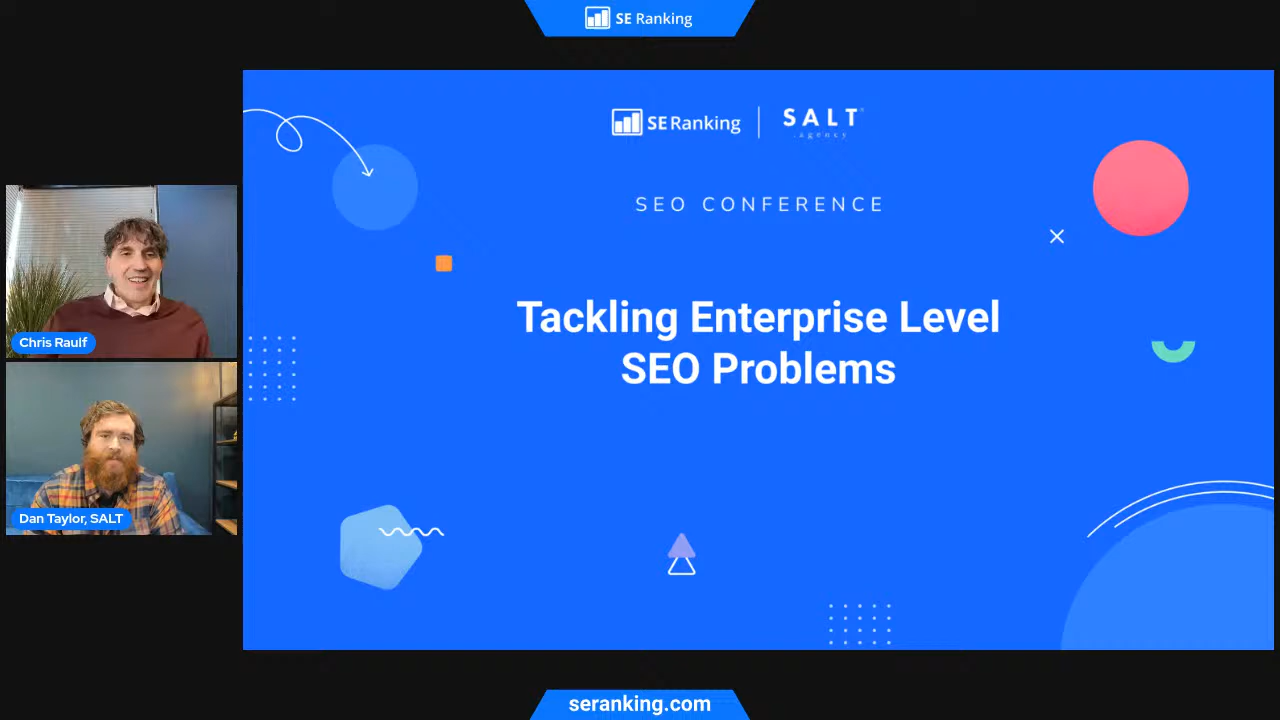 SE Ranking
SE Ranking | SALT
.agency
SEO CONFERENCE
Tackling Enterprise Level
SEO Problems
Chris Raulf
Dan Taylor, SALT
seranking.com